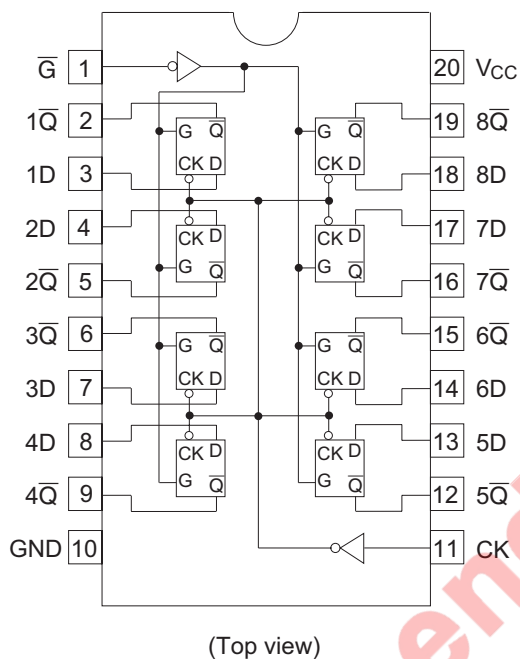 G̅ 1 20 VCC
1Q̅ 2 G Q̅ G Q̅ 19 8Q̅
1D 3 CK D CK D 18 8D
2D 4 CK D CK D 17 7D
2Q̅ 5 G Q̅ G Q̅ 16 7Q̅
3Q̅ 6 G Q̅ G Q̅ 15 6Q̅
3D 7 CK D CK D 14 6D
4D 8 CK D CK D 13 5D
4Q̅ 9 G Q̅ G Q̅ 12 5Q̅
GND 10 11 CK
(Top view)